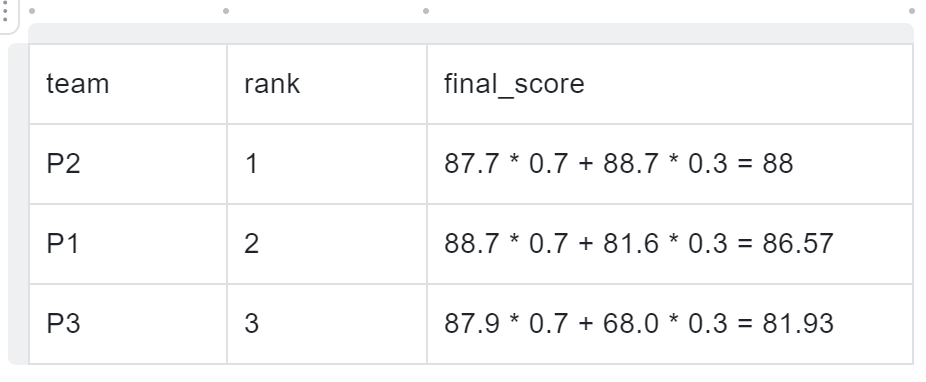 team rank final_score
P2 1 87.7 * 0.7 + 88.7 * 0.3 = 88
P1 2 88.7 * 0.7 + 81.6 * 0.3 = 86.57
P3 3 87.9 * 0.7 + 68.0 * 0.3 = 81.93